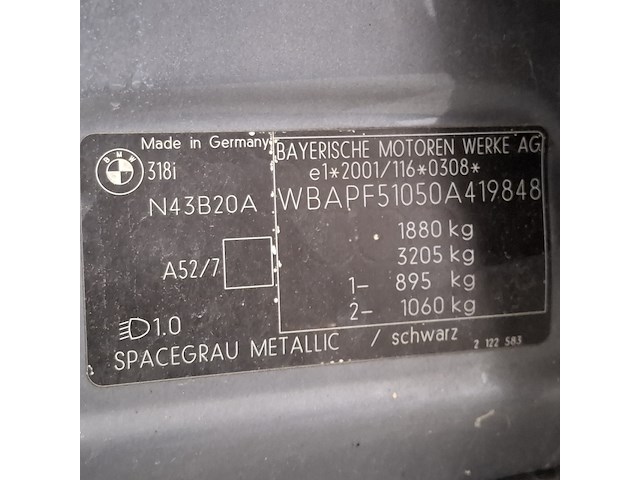 Made in Germany
BMW
318i
N43B20A
A52/7
1.0
SPACEGRAU METALLIC / schwarz
BAYERISCHE MOTOREN WERKE AG
e1*2001/116*0308*
WBAPF51050A419848
1880 kg
3205 kg
1- 895 kg
2- 1060 kg
2 122 583